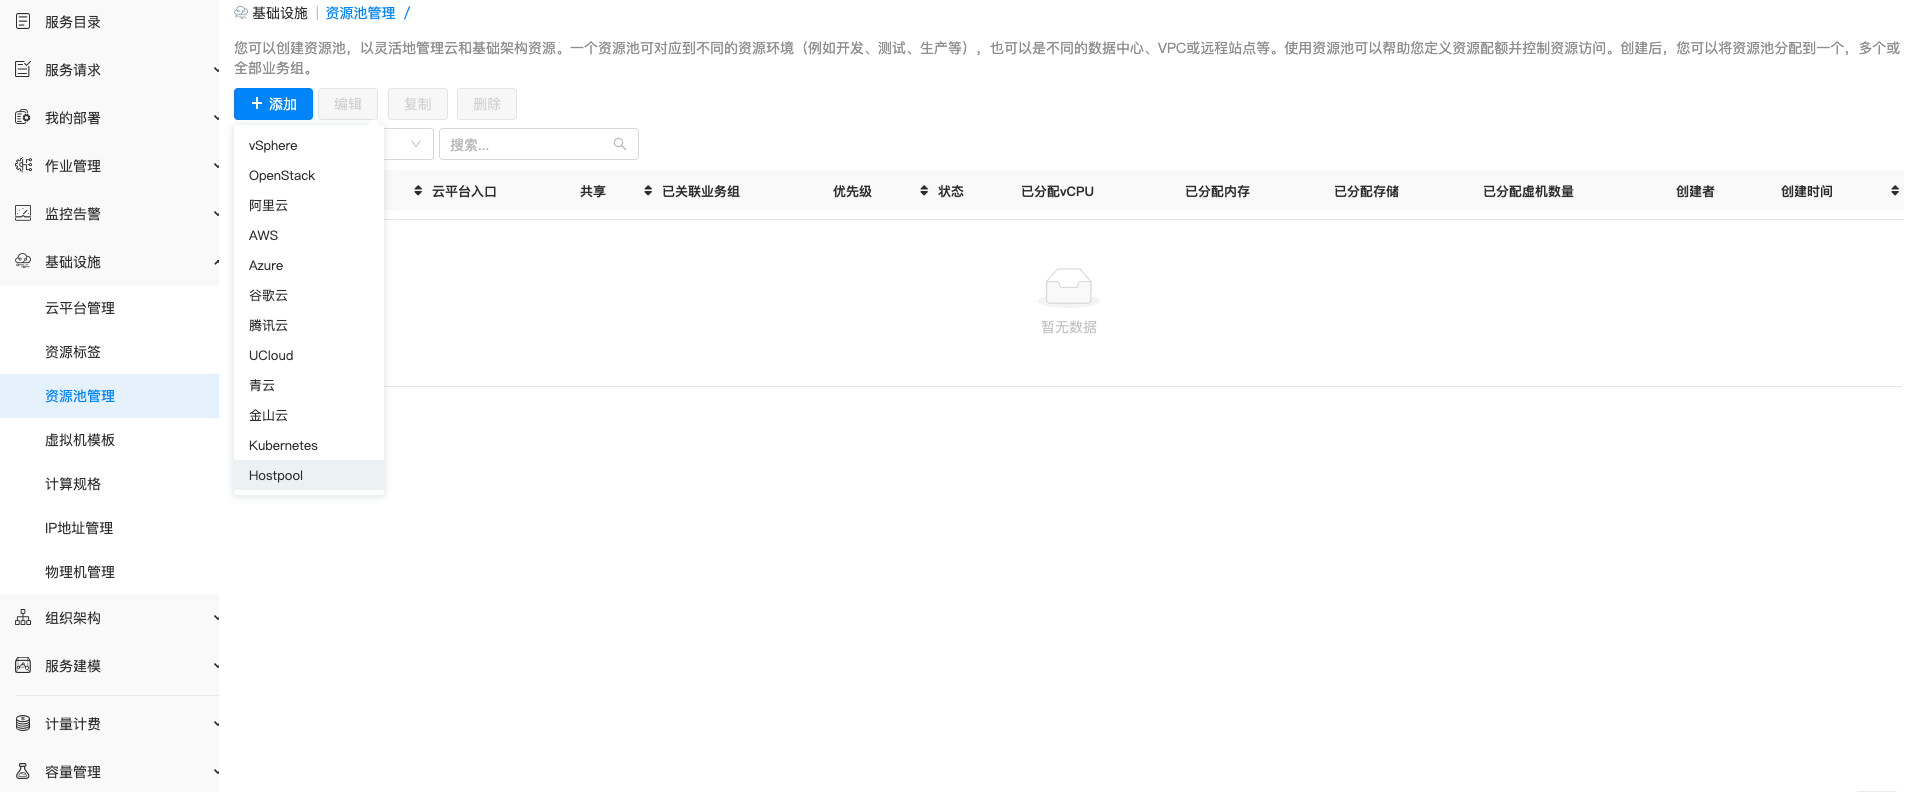 服务目录
服务请求
我的部署
作业管理
监控告警
基础设施
云平台管理
资源标签
资源池管理
虚拟机模板
计算规格
IP地址管理
物理机管理
组织架构
服务建模
计量计费
容量管理
基础设施 | 资源池管理 /
您可以创建资源池，以灵活地管理云和基础架构资源。一个资源池可对应到不同的资源环境（例如开发、测试、生产等），也可以是不同的数据中心、VPC或远程站点等。使用资源池可以帮助您定义资源配额并控制资源访问。创建后，您可以将资源池分配到一个，多个或
全部业务组。
+ 添加 编辑 复制 删除
搜索...
vSphere
OpenStack
阿里云
AWS
Azure
谷歌云
腾讯云
UCloud
青云
金山云
Kubernetes
Hostpool
云平台入口 共享 已关联业务组 优先级 状态 已分配vCPU 已分配内存 已分配存储 已分配虚机数量 创建者 创建时间
暂无数据